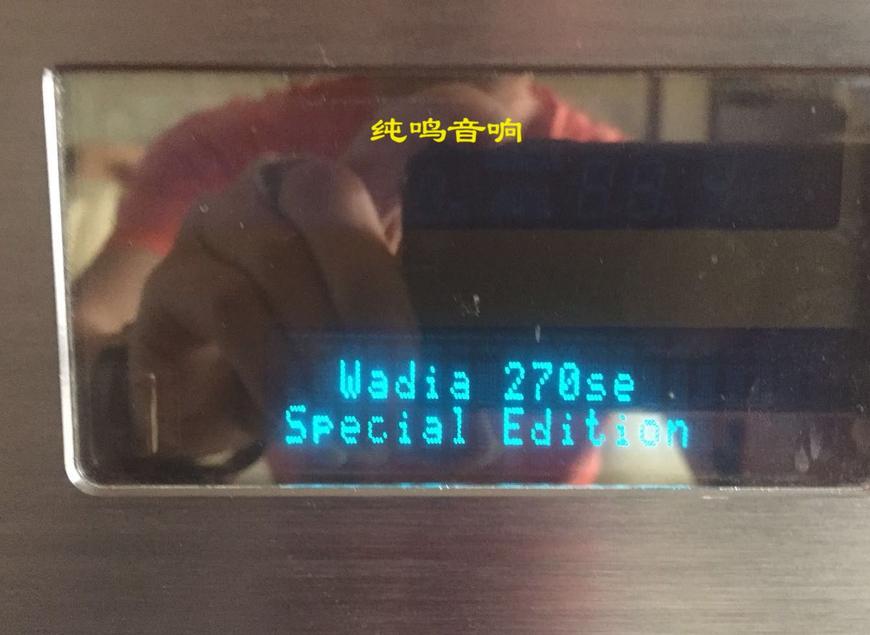 纯鸣音响
Wadia 270se
Special Edition